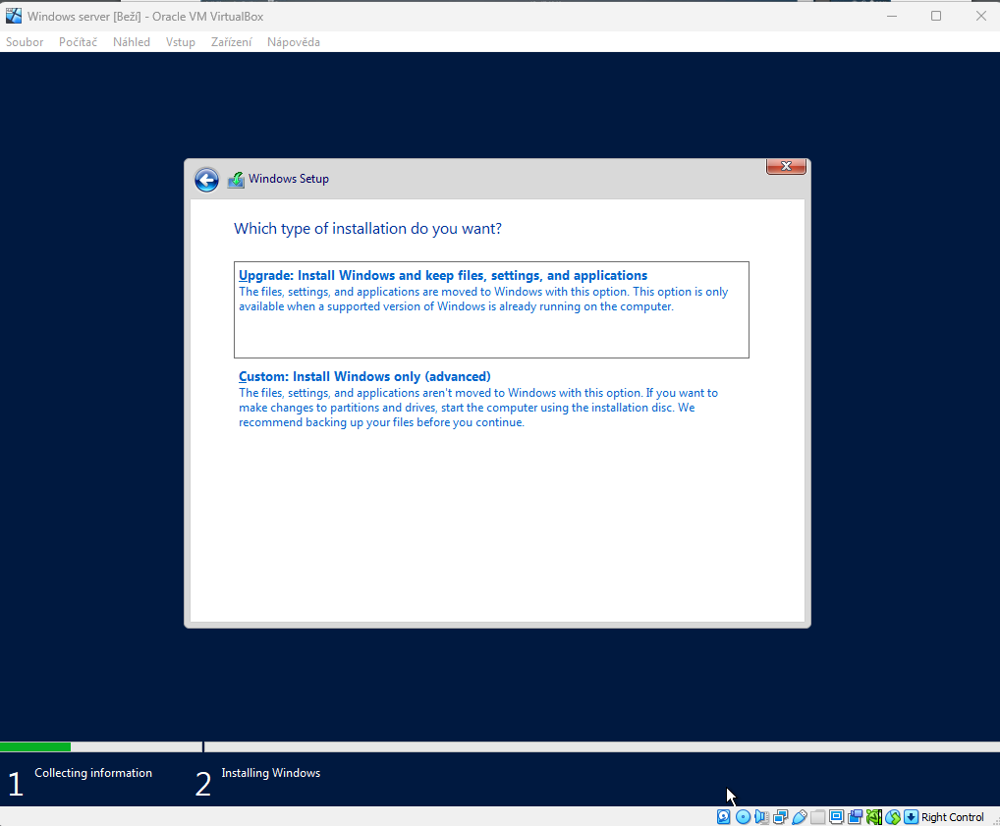 Windows server [Beží] - Oracle VM VirtualBox
Soubor Počítač Náhled Vstup Zařízení Nápověda
Windows Setup
Which type of installation do you want?
Upgrade: Install Windows and keep files, settings, and applications
The files, settings, and applications are moved to Windows with this option. This option is only
available when a supported version of Windows is already running on the computer.
Custom: Install Windows only (advanced)
The files, settings, and applications aren't moved to Windows with this option. If you want to
make changes to partitions and drives, start the computer using the installation disc. We
recommend backing up your files before you continue.
1 Collecting information 2 Installing Windows
Right Control